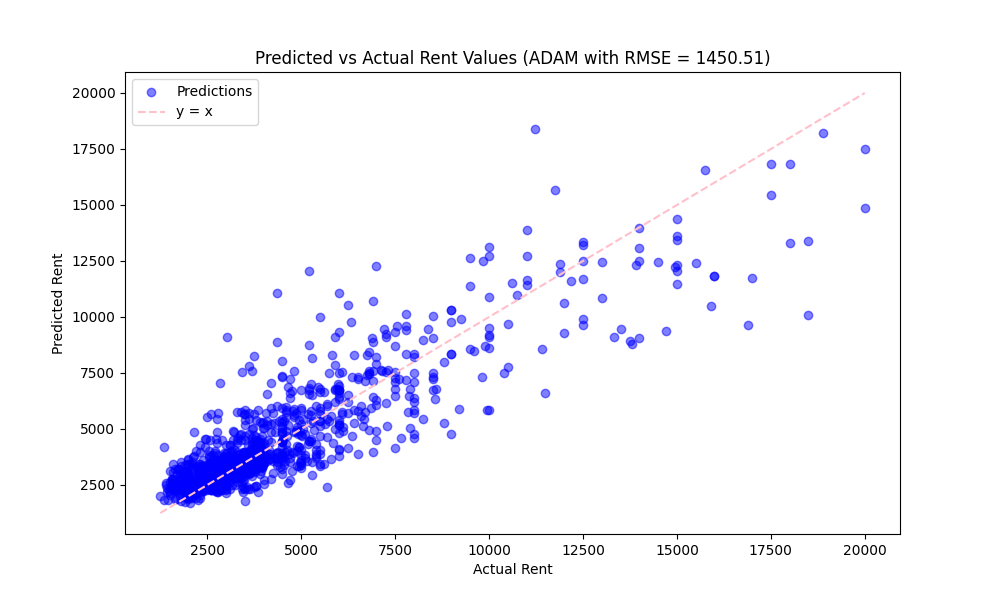 Predicted vs Actual Rent Values (ADAM with RMSE = 1450.51)
Predictions
y = x
20000
17500
15000
12500
10000
7500
5000
2500
Predicted Rent
2500 5000 7500 10000 12500 15000 17500 20000
Actual Rent